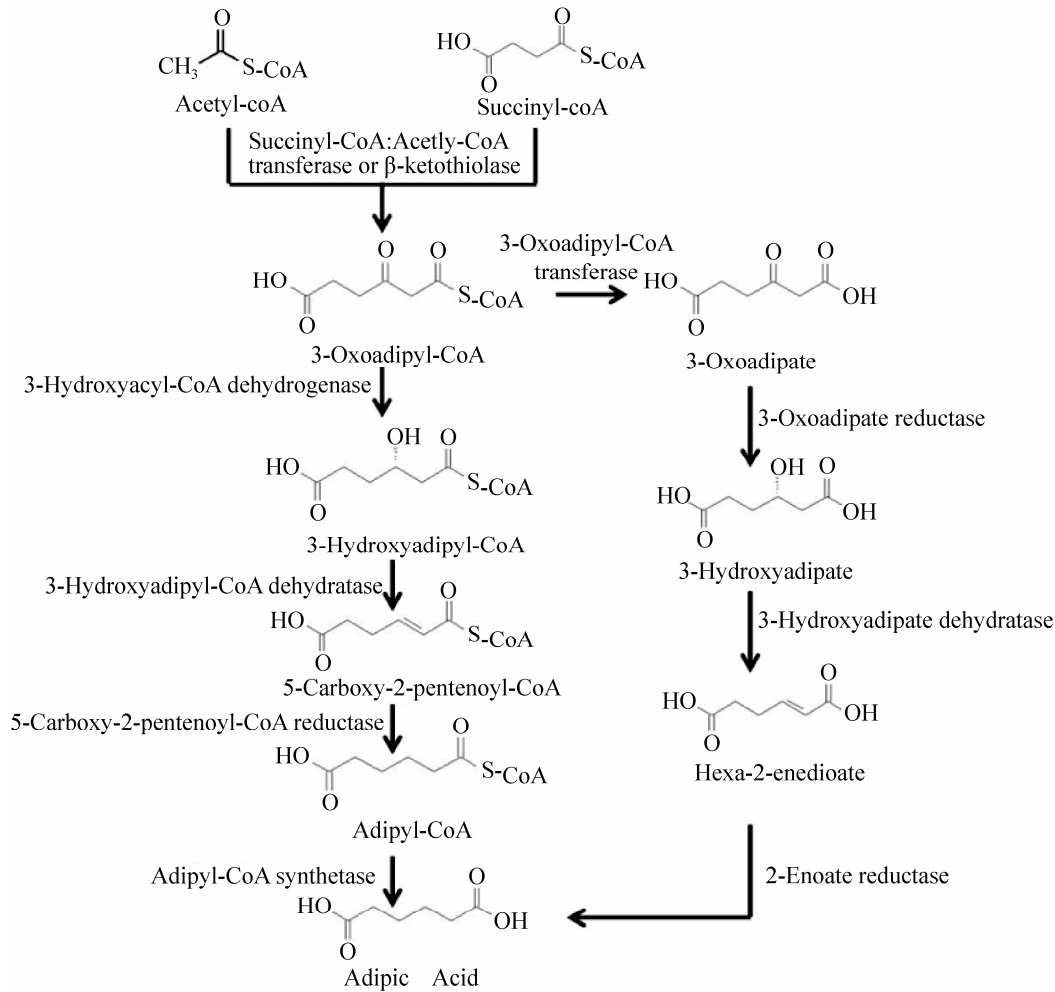 O
CH₃
S-CoA
Acetyl-coA
HO
O
O
S-CoA
Succinyl-coA
Succinyl-CoA:Acetly-CoA
transferase or β-ketothiolase
HO
O
O
O
S-CoA
3-Oxoadipyl-CoA
3-Oxoadipyl-CoA
transferase
HO
O
O
O
OH
3-Oxoadipate
3-Hydroxyacyl-CoA dehydrogenase
3-Oxoadipate reductase
HO
O
OH
O
S-CoA
3-Hydroxyadipyl-CoA
HO
O
OH
O
OH
3-Hydroxyadipate
3-Hydroxyadipyl-CoA dehydratase
3-Hydroxyadipate dehydratase
HO
O
O
S-CoA
5-Carboxy-2-pentenoyl-CoA
HO
O
O
OH
Hexa-2-enedioate
5-Carboxy-2-pentenoyl-CoA reductase
HO
O
O
S-CoA
Adipyl-CoA
Adipyl-CoA synthetase
2-Enoate reductase
HO
O
O
OH
Adipic Acid